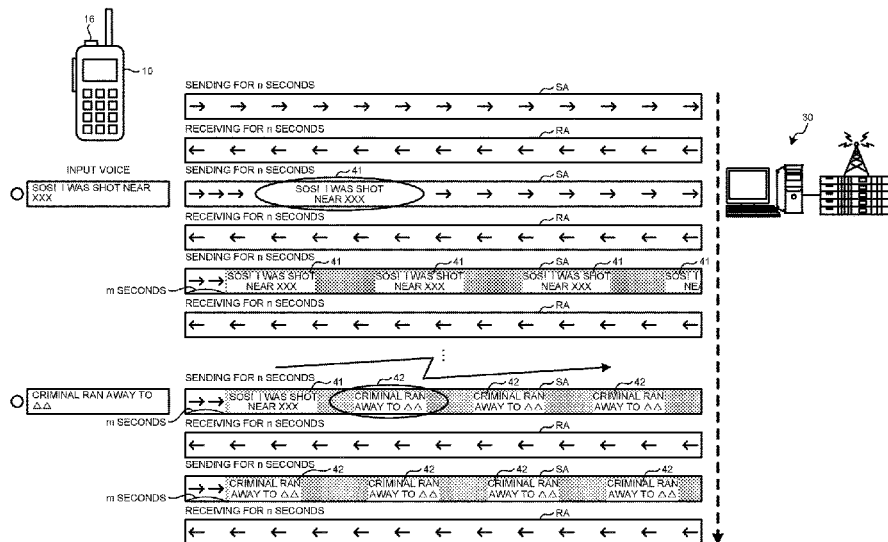 16
10
SENDING FOR n SECONDS
SA
RECEIVING FOR n SECONDS
RA
30
INPUT VOICE
SENDING FOR n SECONDS
41
SA
SOS! I WAS SHOT NEAR
XXX
SOS! I WAS SHOT
NEAR XXX
RECEIVING FOR n SECONDS
RA
SENDING FOR n SECONDS
41
41
SA
41
41
m SECONDS
SOS! I WAS SHOT
NEAR XXX
SOS! I WAS SHOT
NEAR XXX
SOS! I WAS SHOT
NEAR XXX
SOS! I
NEA
RECEIVING FOR n SECONDS
RA
SENDING FOR n SECONDS
41
42
42
SA
42
CRIMINAL RAN AWAY TO
△△
m SECONDS
SOS! I WAS SHOT
NEAR XXX
CRIMINAL RAN
AWAY TO △△
CRIMINAL RAN
AWAY TO △△
CRIMINAL RAN
AWAY TO △△
RECEIVING FOR n SECONDS
RA
SENDING FOR n SECONDS
42
42
42
SA
42
m SECONDS
CRIMINAL RAN
AWAY TO △△
CRIMINAL RAN
AWAY TO △△
CRIMINAL RAN
AWAY TO △△
CRIMINAL RAN
AWAY TO △△
RECEIVING FOR n SECONDS
RA